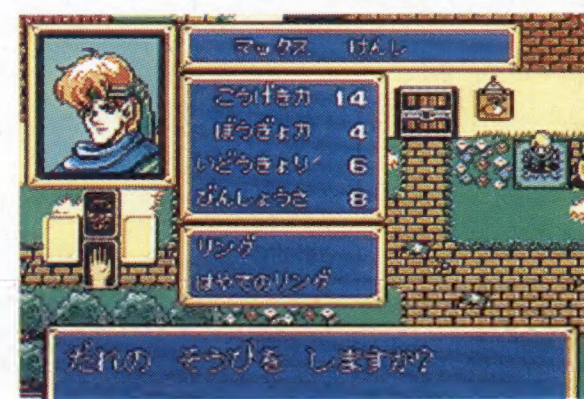 マックス けんし
こうげき力 14
ぼうぎょ力 4
いどうきょり 6
びんしょうさ 8
リング
はやてのリング
だれの そうびを しますか?